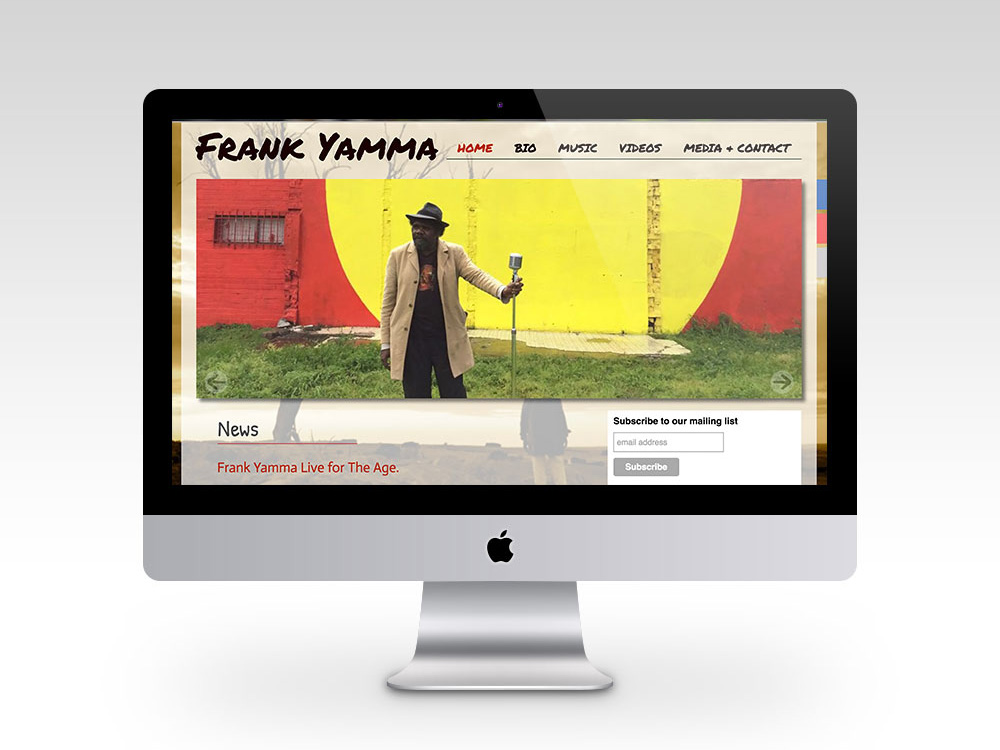 Frank Yamma
HOME BIO MUSIC VIDEOS MEDIA + CONTACT
News
Frank Yamma Live for The Age.
Subscribe to our mailing list
email address
Subscribe